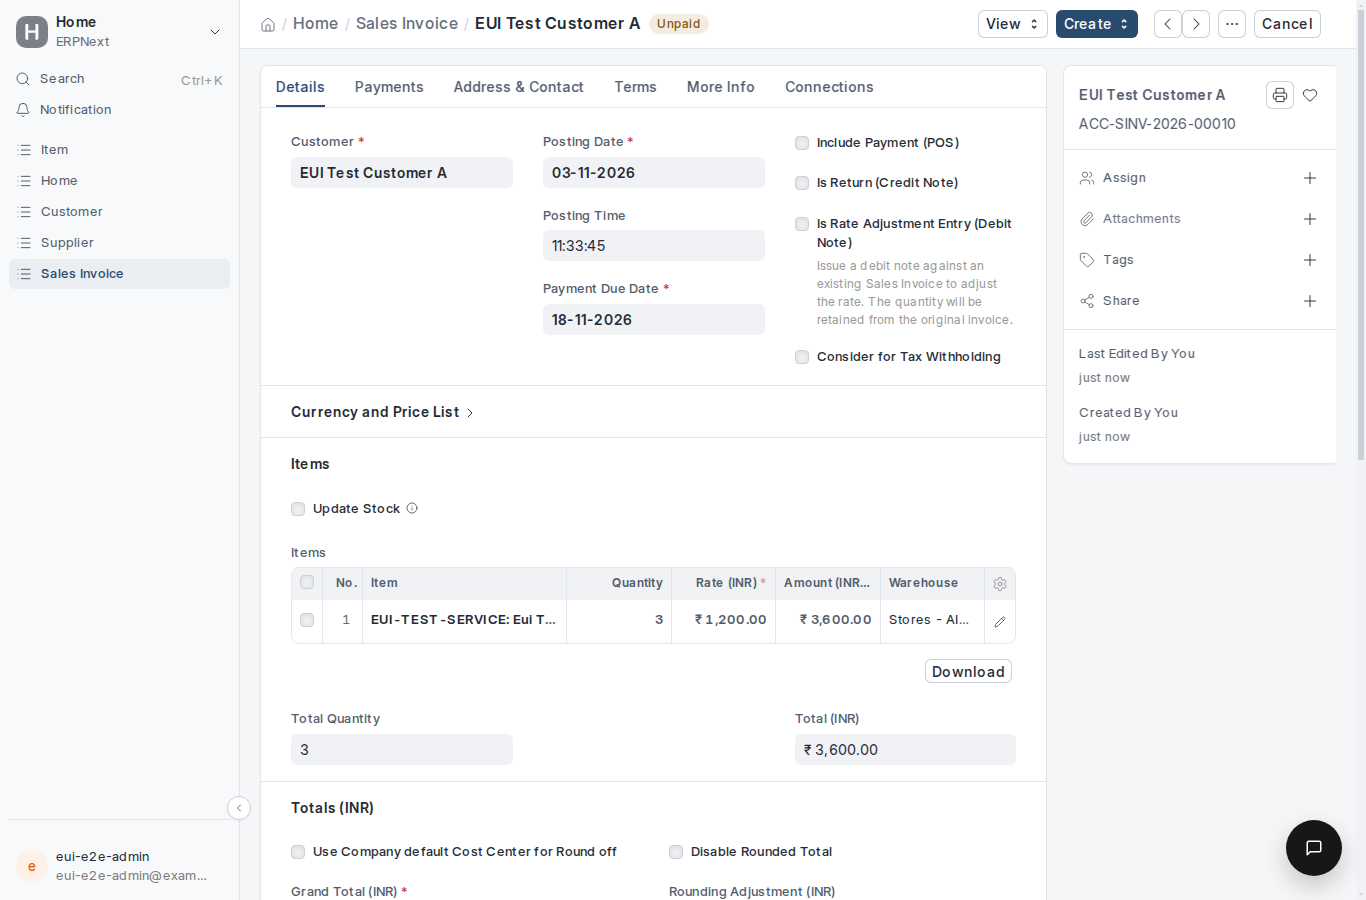 H
Home
ERPNext
Search
Ctrl+K
Notification
Item
Home
Customer
Supplier
Sales Invoice
e
eui-e2e-admin
eui-e2e-admin@exam...
/ Home / Sales Invoice / EUI Test Customer A Unpaid
View
Create
Cancel
Details Payments Address & Contact Terms More Info Connections
Customer *
EUI Test Customer A
Posting Date *
03-11-2026
Posting Time
11:33:45
Payment Due Date *
18-11-2026
Include Payment (POS)
Is Return (Credit Note)
Is Rate Adjustment Entry (Debit
Note)
Issue a debit note against an
existing Sales Invoice to adjust
the rate. The quantity will be
retained from the original invoice.
Consider for Tax Withholding
Currency and Price List
Items
Update Stock
Items
No. Item Quantity Rate (INR) * Amount (INR... Warehouse
1 EUI-TEST-SERVICE: Eui T... 3 ₹ 1,200.00 ₹ 3,600.00 Stores - Al...
Download
Total Quantity
3
Total (INR)
₹ 3,600.00
Totals (INR)
Use Company default Cost Center for Round off
Disable Rounded Total
Grand Total (INR) *
Rounding Adjustment (INR)
EUI Test Customer A
ACC-SINV-2026-00010
Assign
Attachments
Tags
Share
Last Edited By You
just now
Created By You
just now